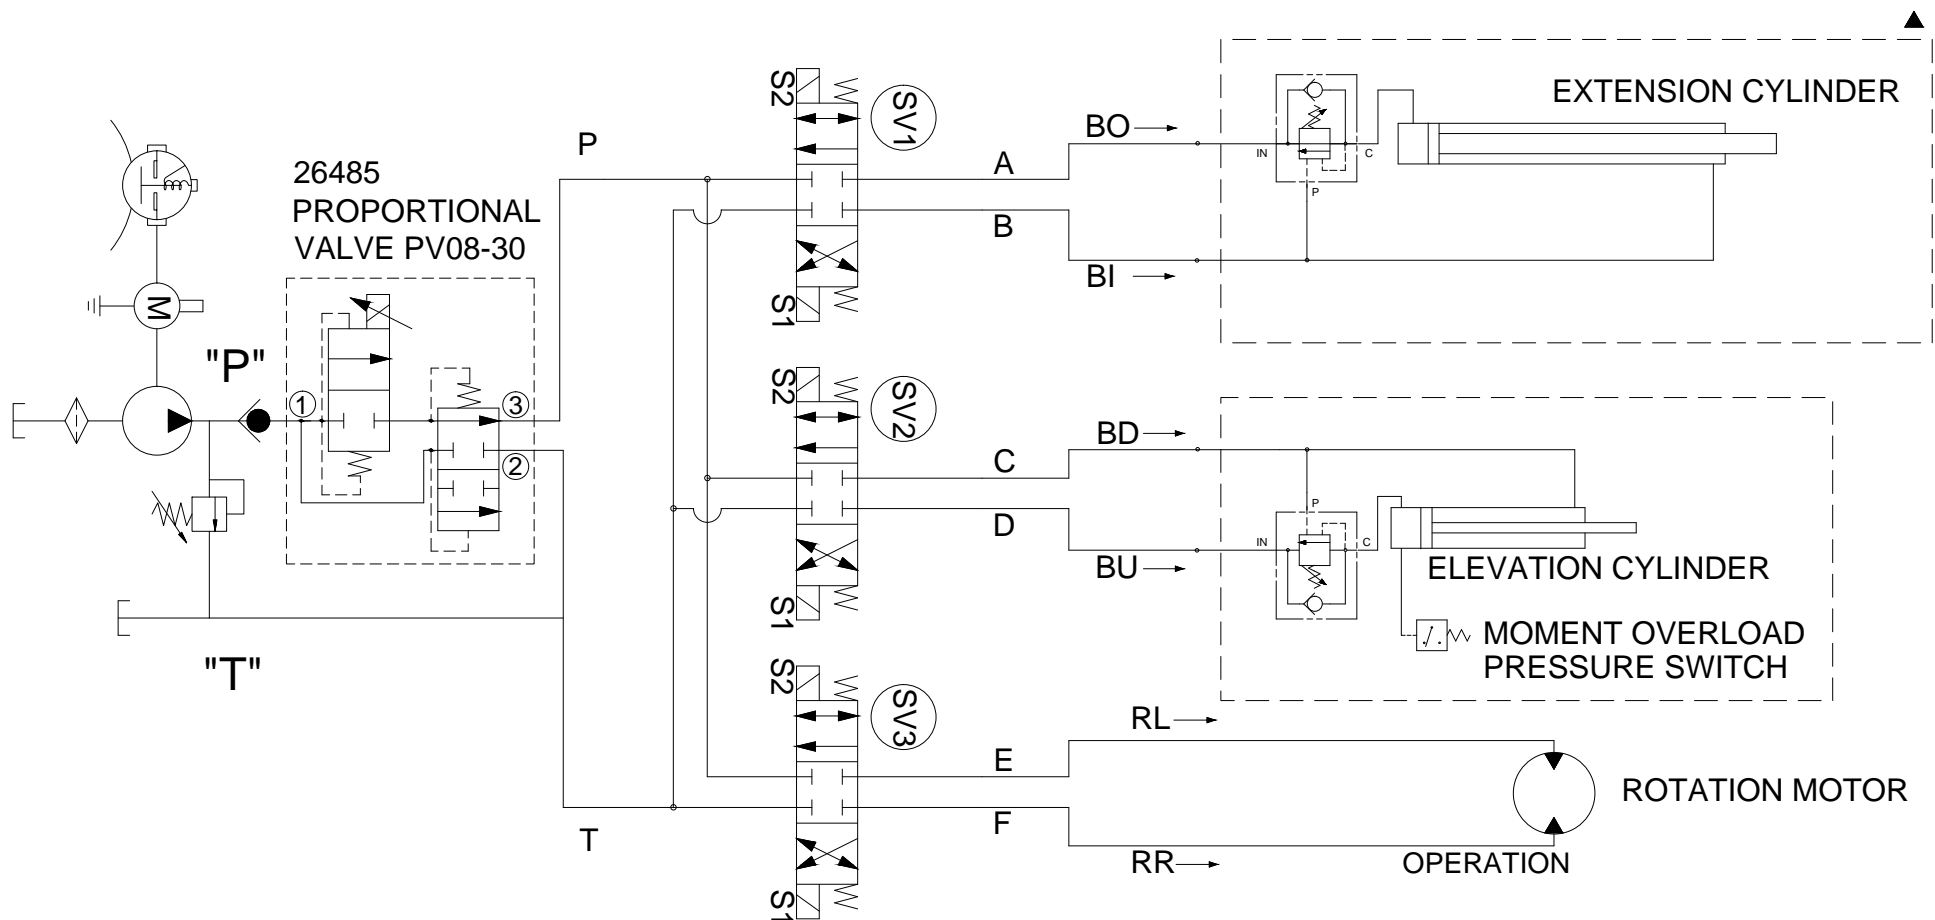 26485
PROPORTIONAL
VALVE PV08-30
"P"
1
3
2
"T"
P
T
S2
SV1
S1
S2
SV2
S1
S2
SV3
S1
A
B
C
D
E
F
BO
BI
IN
C
P
EXTENSION CYLINDER
BD
BU
P
IN
C
ELEVATION CYLINDER
MOMENT OVERLOAD
PRESSURE SWITCH
RL
RR
ROTATION MOTOR
OPERATION
M